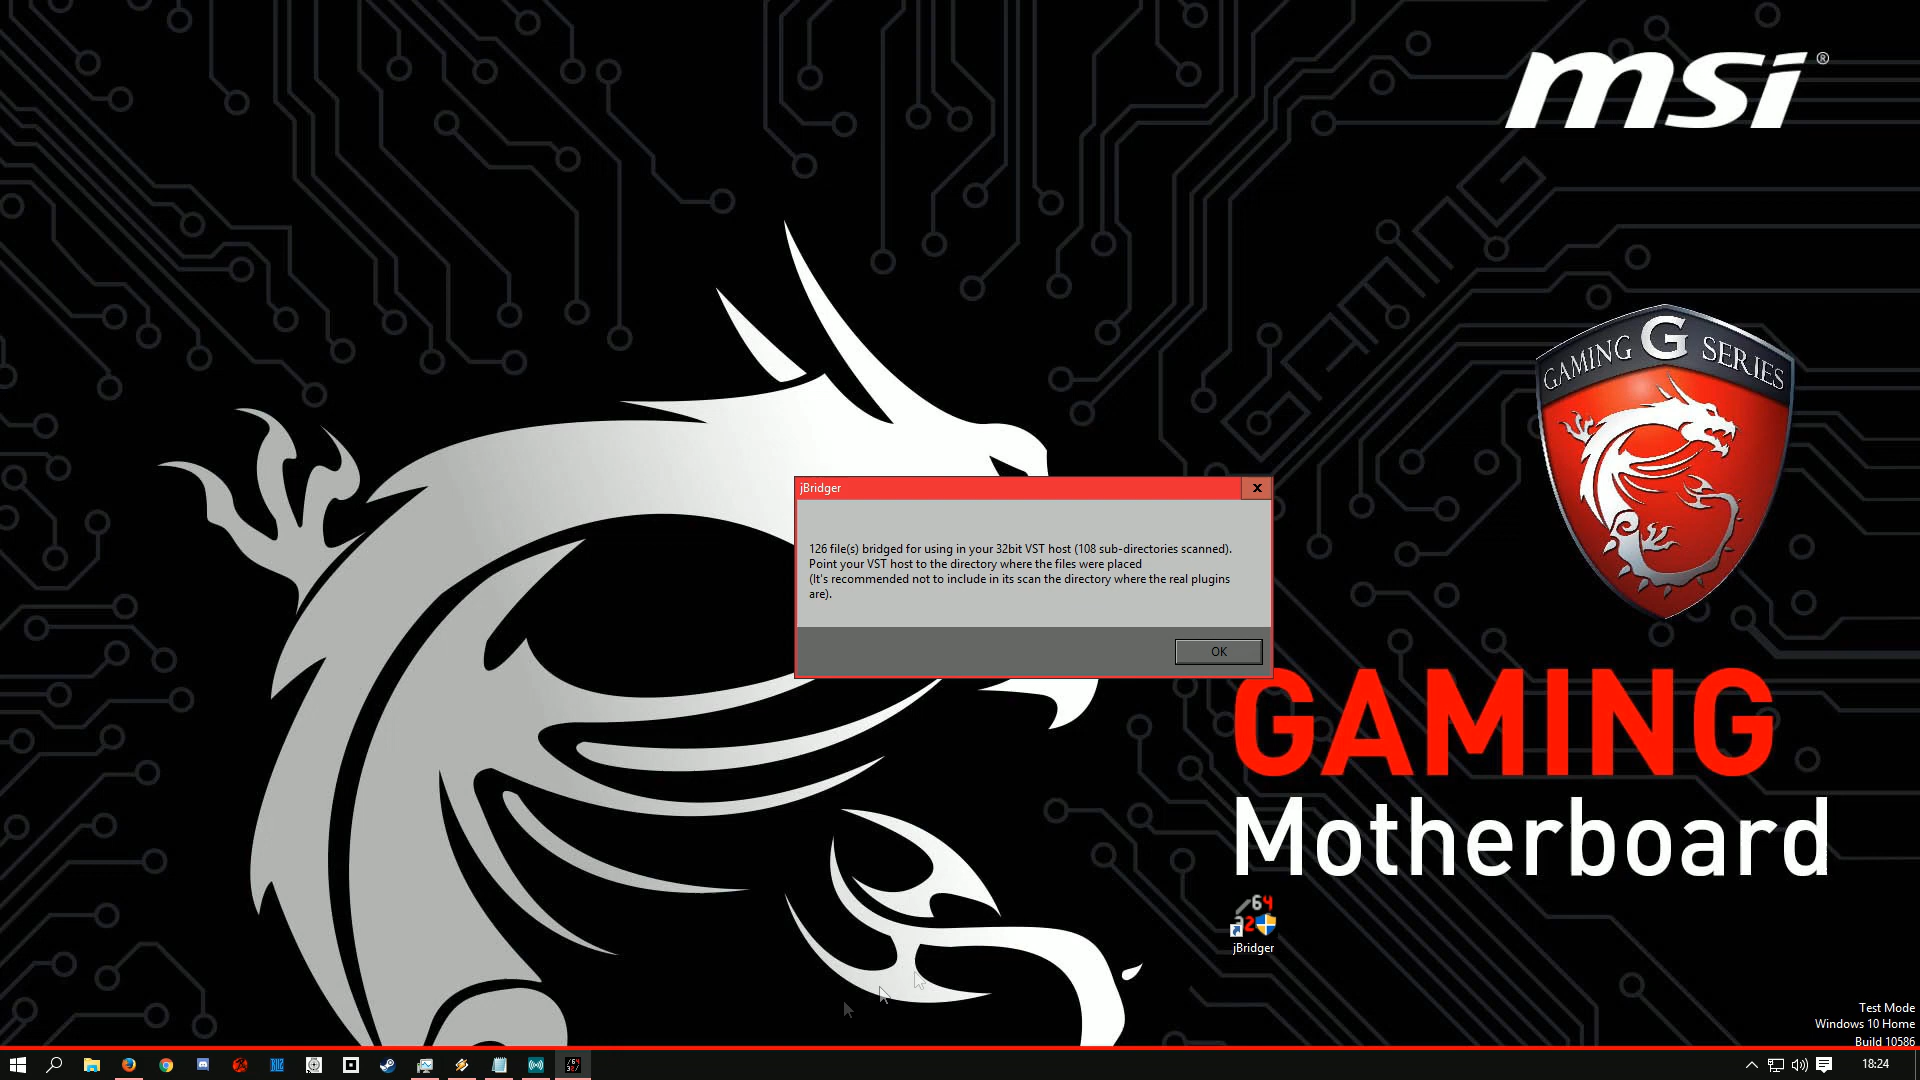 msi®
GAMING
GAMING G SERIES
jBridger
x
126 file(s) bridged for using in your 32bit VST host (108 sub-directories scanned).
Point your VST host to the directory where the files were placed
(It's recommended not to include in its scan the directory where the real plugins
are).
OK
GAMING
Motherboard
64
32
jBridger
Test Mode
Windows 10 Home
Build 10586
18:24